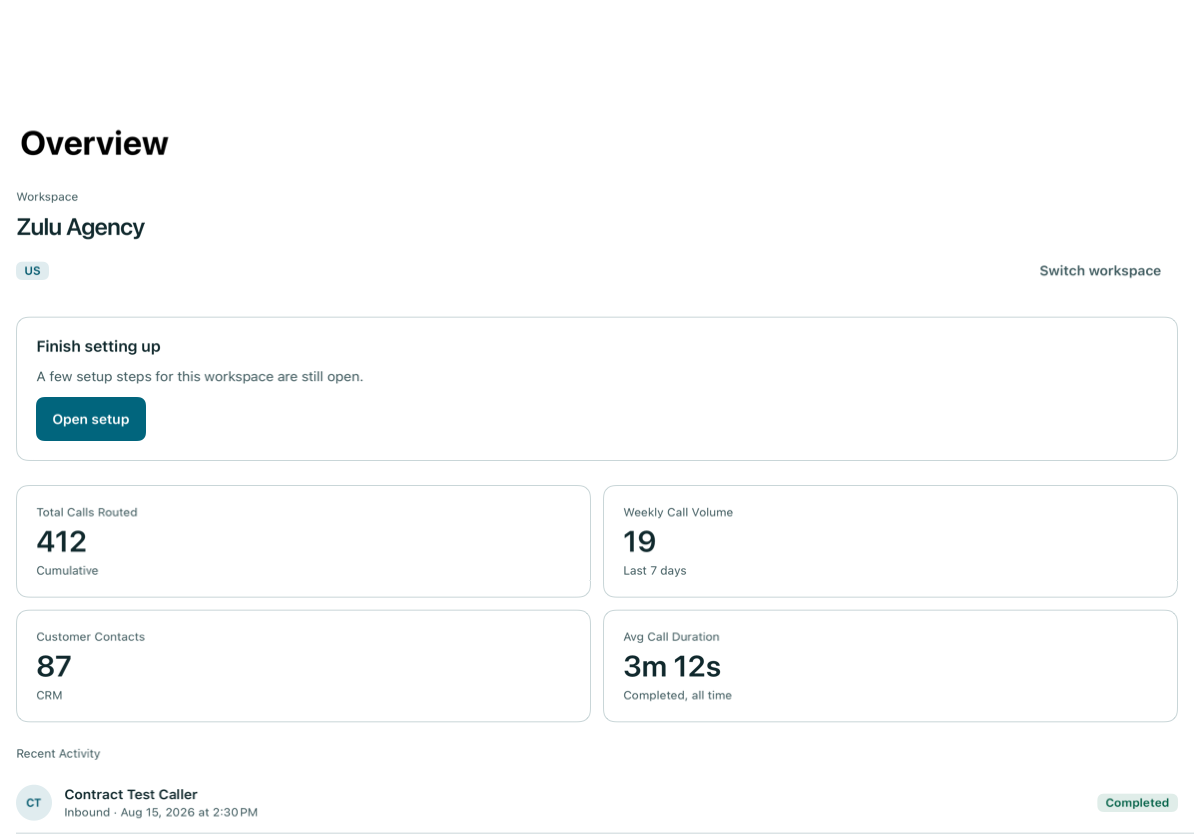 Overview
Workspace
Zulu Agency
US
Switch workspace
Finish setting up
A few setup steps for this workspace are still open.
Open setup
Total Calls Routed
412
Cumulative
Weekly Call Volume
19
Last 7 days
Customer Contacts
87
CRM
Avg Call Duration
3m 12s
Completed, all time
Recent Activity
CT
Contract Test Caller
Inbound · Aug 15, 2026 at 2:30 PM
Completed